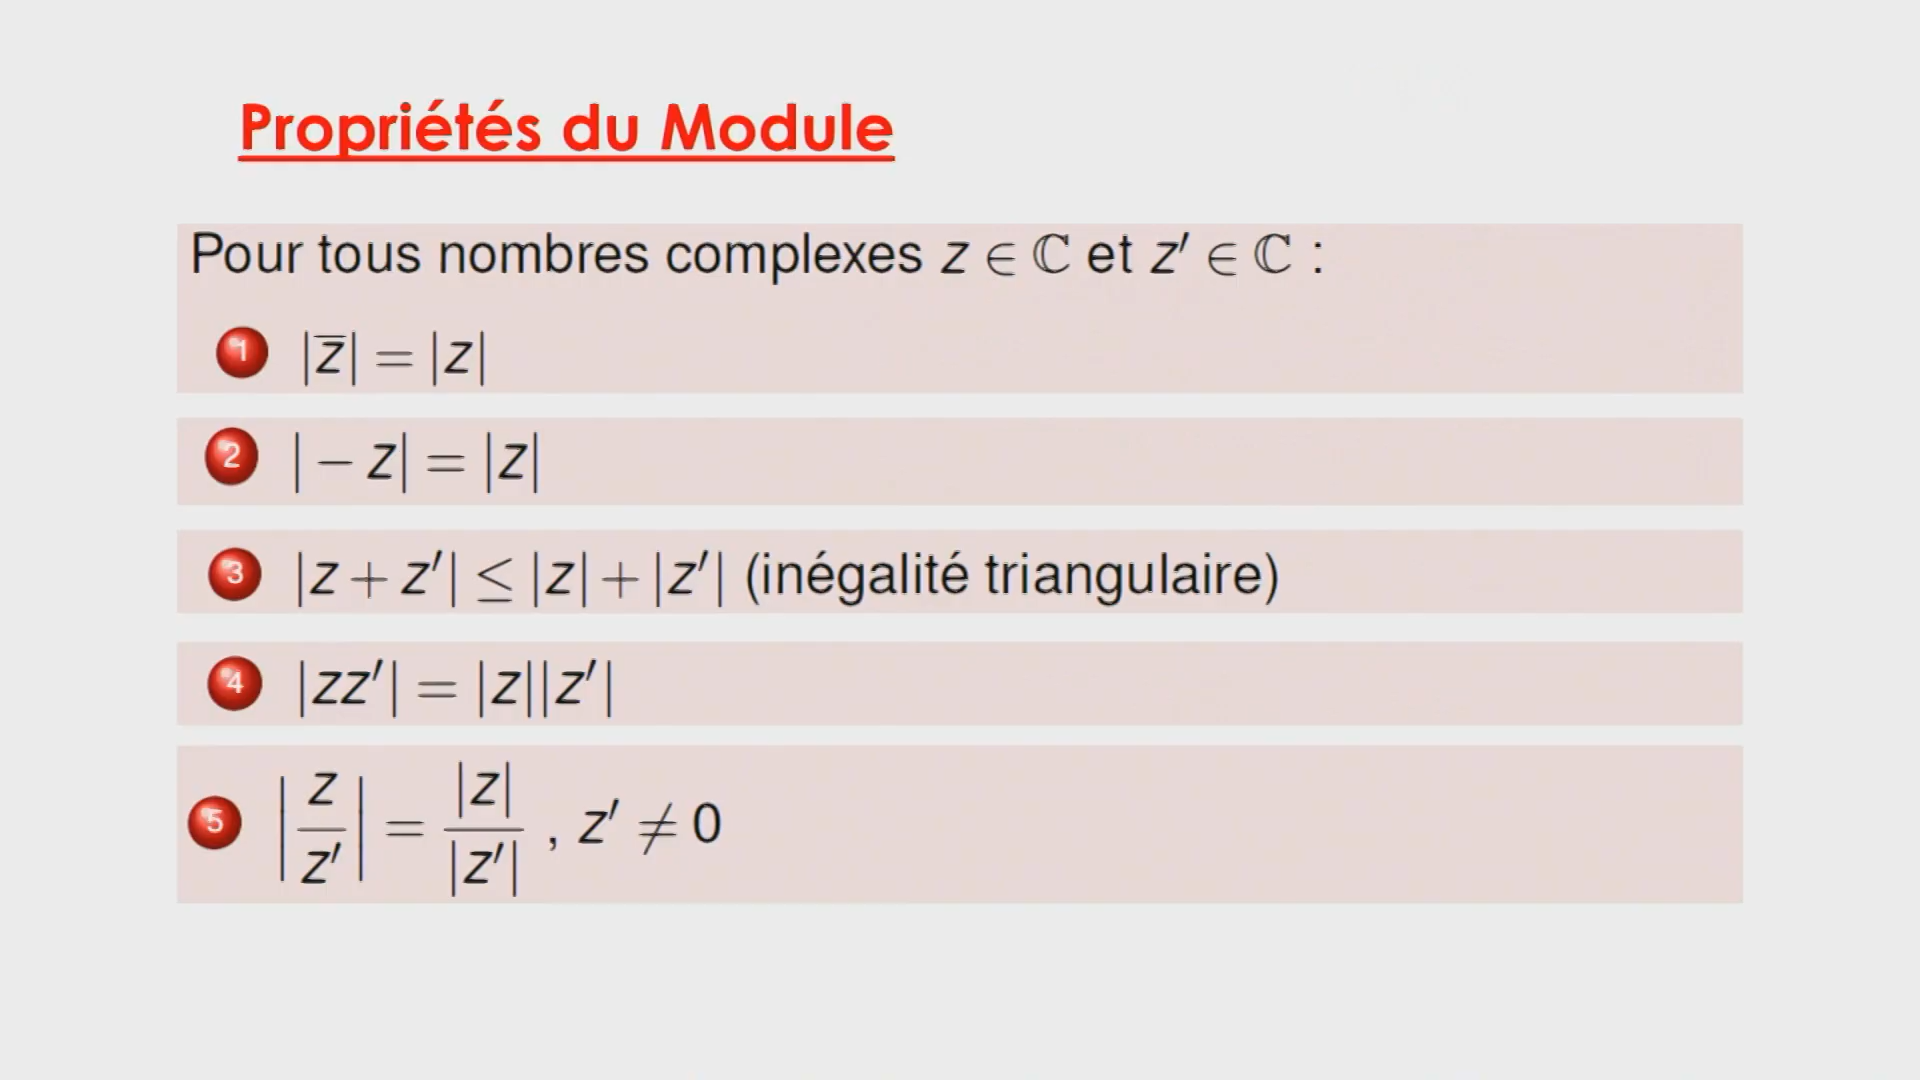 Propriétés du Module
Pour tous nombres complexes z ∈ ℂ et z′ ∈ ℂ :
1 |z̅| = |z|
2 |− z| = |z|
3 |z + z′| ≤ |z| + |z′| (inégalité triangulaire)
4 |zz′| = |z||z′|
5 |z/z′| = |z|/|z′| , z′ ≠ 0